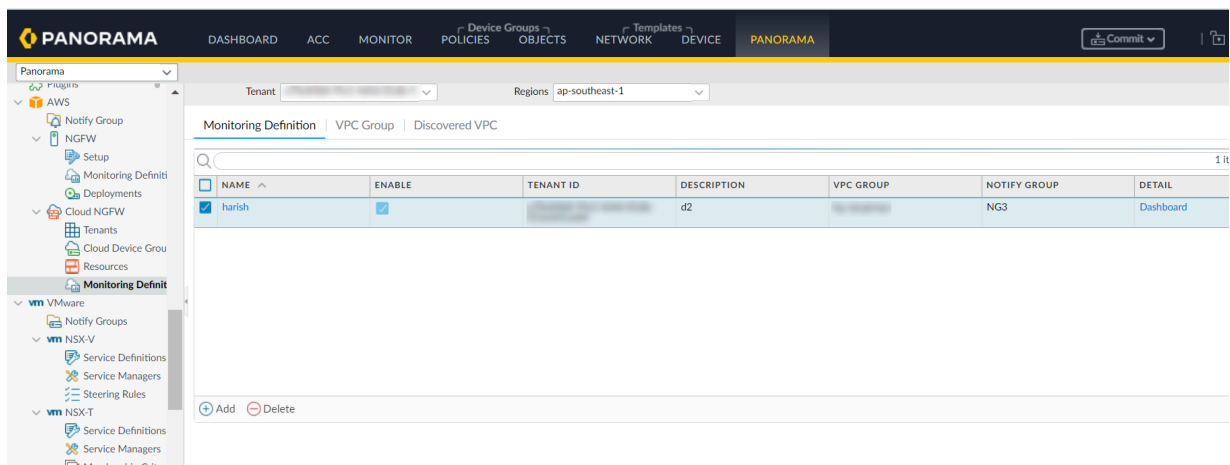 PANORAMA
DASHBOARD ACC MONITOR
Device Groups
POLICIES OBJECTS
Templates
NETWORK DEVICE
PANORAMA
Commit
Panorama
Plugins
AWS
Notify Group
NGFW
Setup
Monitoring Definiti
Deployments
Cloud NGFW
Tenants
Cloud Device Grou
Resources
Monitoring Definit
VMware
Notify Groups
vm NSX-V
Service Definitions
Service Managers
Steering Rules
vm NSX-T
Service Definitions
Service Managers
Tenant
Regions ap-southeast-1
Monitoring Definition VPC Group Discovered VPC
1 it
NAME ENABLE TENANT ID DESCRIPTION VPC GROUP NOTIFY GROUP DETAIL
harish d2 NG3 Dashboard
Add Delete